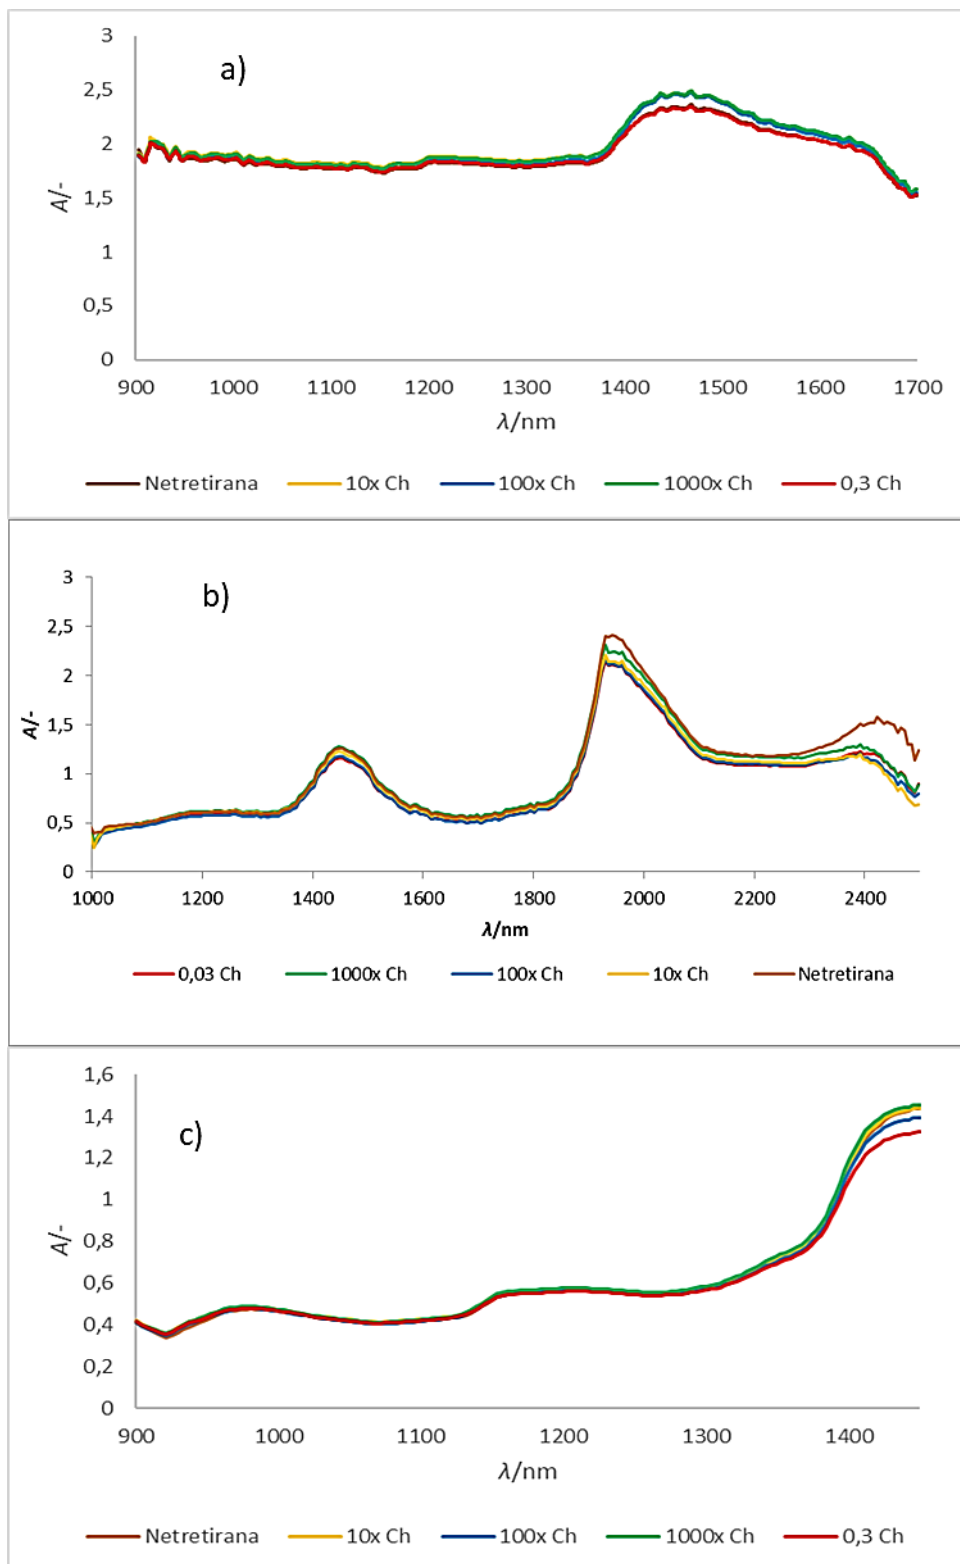 a)
3
2,5
2
1,5
1
0,5
0
A/-
900 1000 1100 1200 1300 1400 1500 1600 1700
λ/nm
Netretirana 10x Ch 100x Ch 1000x Ch 0,3 Ch
b)
3
2,5
2
1,5
1
0,5
0
A/-
1000 1200 1400 1600 1800 2000 2200 2400
λ/nm
0,03 Ch 1000x Ch 100x Ch 10x Ch Netretirana
c)
1,6
1,4
1,2
1
0,8
0,6
0,4
0,2
0
A/-
900 1000 1100 1200 1300 1400
λ/nm
Netretirana 10x Ch 100x Ch 1000x Ch 0,3 Ch